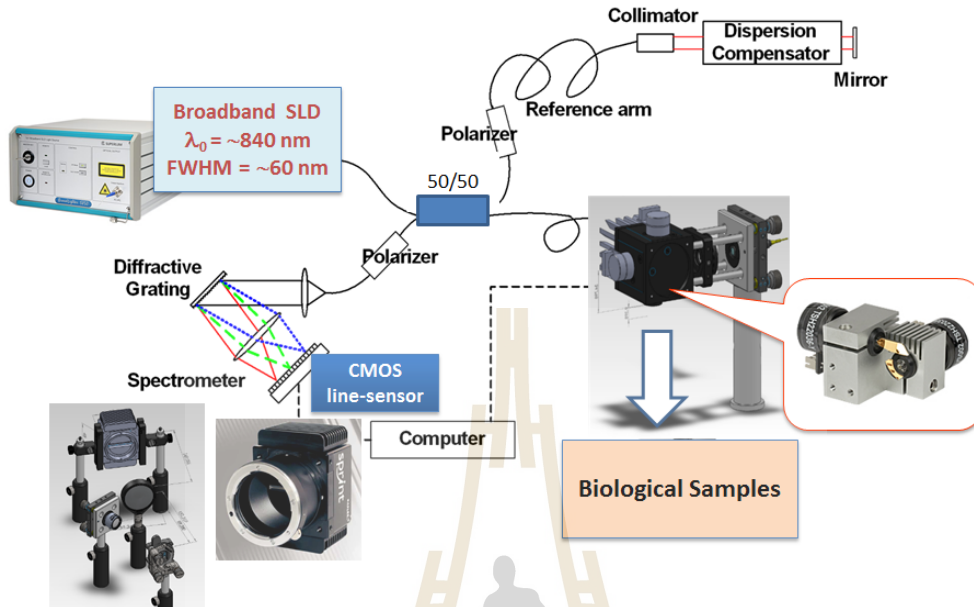 Collimator
Dispersion
Compensator
Mirror
Reference arm
Polarizer
Broadband SLD
λ₀ = ~840 nm
FWHM = ~60 nm
50/50
Polarizer
Diffractive
Grating
Spectrometer
CMOS
line-sensor
Computer
sprint
Biological Samples